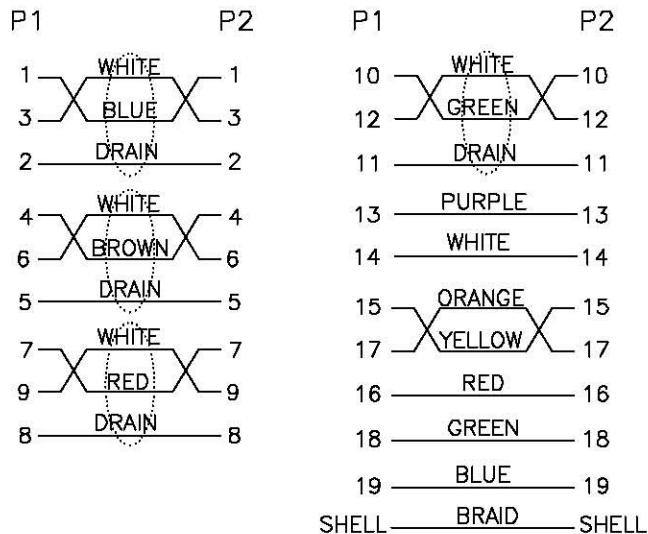 P1 P2
1 WHITE 1
3 BLUE 3
2 DRAIN 2
4 WHITE 4
6 BROWN 6
5 DRAIN 5
7 WHITE 7
9 RED 9
8 DRAIN 8
P1 P2
10 WHITE 10
12 GREEN 12
11 DRAIN 11
13 PURPLE 13
14 WHITE 14
15 ORANGE 15
17 YELLOW 17
16 RED 16
18 GREEN 18
19 BLUE 19
SHELL BRAID SHELL